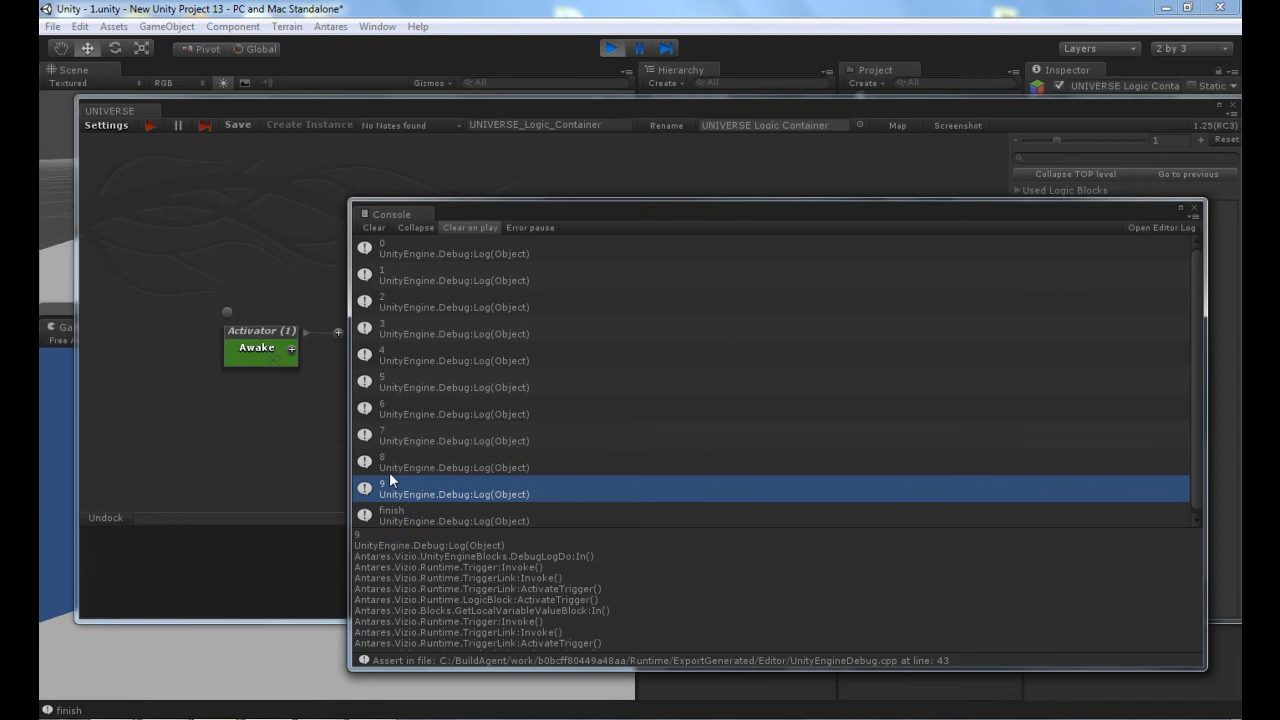 Unity - 1.unity - New Unity Project 13 - PC and Mac Standalone*
File Edit Assets GameObject Component Terrain Antares Window Help
Pivot Global Layers 2 by 3
Scene Hierarchy Project Inspector
Textured RGB Gizmos All Create All Create All UNIVERSE Logic Conta Static
UNIVERSE
Settings Save Create Instance No Notes found UNIVERSE_Logic_Container Rename UNIVERSE Logic Container Map Screenshot 1.25(RC3)
1 Reset
Collapse TOP level Go to previous
Used Logic Blocks
Console
Clear Collapse Clear on play Error pause Open Editor Log
0
UnityEngine.Debug:Log(Object)
1
UnityEngine.Debug:Log(Object)
2
UnityEngine.Debug:Log(Object)
3
UnityEngine.Debug:Log(Object)
4
UnityEngine.Debug:Log(Object)
5
UnityEngine.Debug:Log(Object)
6
UnityEngine.Debug:Log(Object)
7
UnityEngine.Debug:Log(Object)
8
UnityEngine.Debug:Log(Object)
9
UnityEngine.Debug:Log(Object)
finish
UnityEngine.Debug:Log(Object)
9
UnityEngine.Debug:Log(Object)
Antares.Vizio.UnityEngineBlocks.DebugLogDo:In()
Antares.Vizio.Runtime.Trigger:Invoke()
Antares.Vizio.Runtime.TriggerLink:Invoke()
Antares.Vizio.Runtime.TriggerLink:ActivateTrigger()
Antares.Vizio.Runtime.LogicBlock:ActivateTrigger()
Antares.Vizio.Blocks.GetLocalVariableValueBlock:In()
Antares.Vizio.Runtime.Trigger:Invoke()
Antares.Vizio.Runtime.TriggerLink:Invoke()
Antares.Vizio.Runtime.TriggerLink:ActivateTrigger()
Assert in file: C:/BuildAgent/work/b0bcff80449a48aa/Runtime/ExportGenerated/Editor/UnityEngineDebug.cpp at line: 43
Activator (1)
Awake
Ga
Free A
Undock
finish